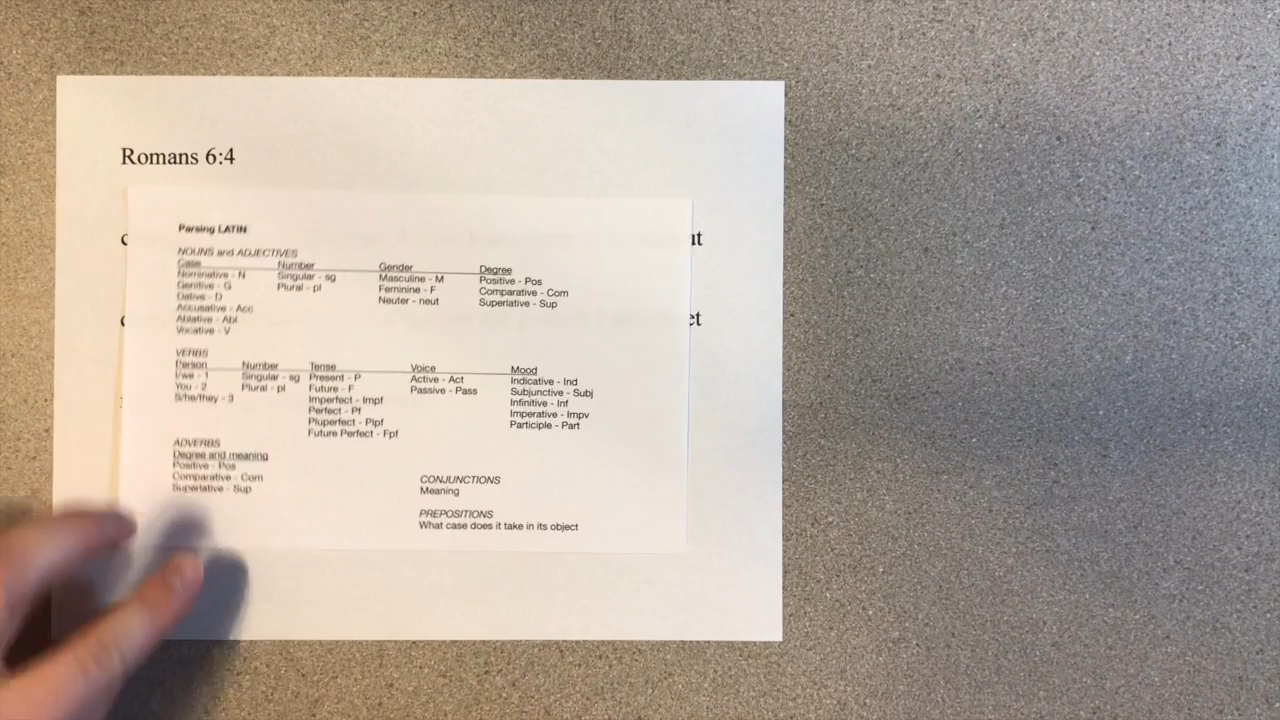 Romans 6:4
Parsing LATIN
NOUNS and ADJECTIVES
Case Number Gender Degree
Nominative - N Singular - sg Masculine - M Positive - Pos
Genitive - G Plural - pl Feminine - F Comparative - Com
Dative - D Neuter - neut Superlative - Sup
Accusative - Acc
Ablative - Abl
Vocative - V
VERBS
Person Number Tense Voice Mood
I/we - 1 Singular - sg Present - P Active - Act Indicative - Ind
You - 2 Plural - pl Future - F Passive - Pass Subjunctive - Subj
S/he/they - 3 Imperfect - Impf Infinitive - Inf
Perfect - Pf Imperative - Impv
Pluperfect - Plpf Participle - Part
Future Perfect - Fpf
ADVERBS
Degree and meaning
Positive - Pos
Comparative - Com
Superlative - Sup
CONJUNCTIONS
Meaning
PREPOSITIONS
What case does it take in its object